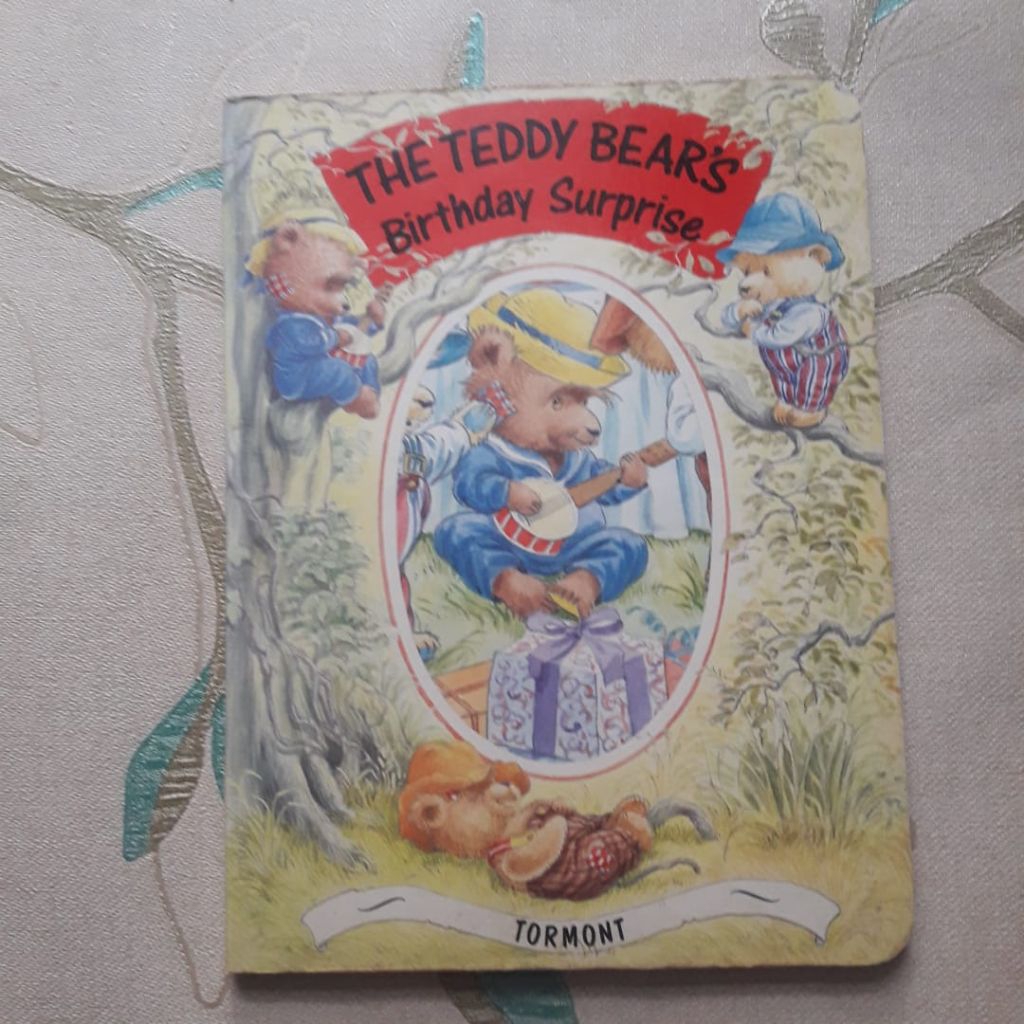 THE TEDDY BEAR'S
Birthday Surprise
TORMONT